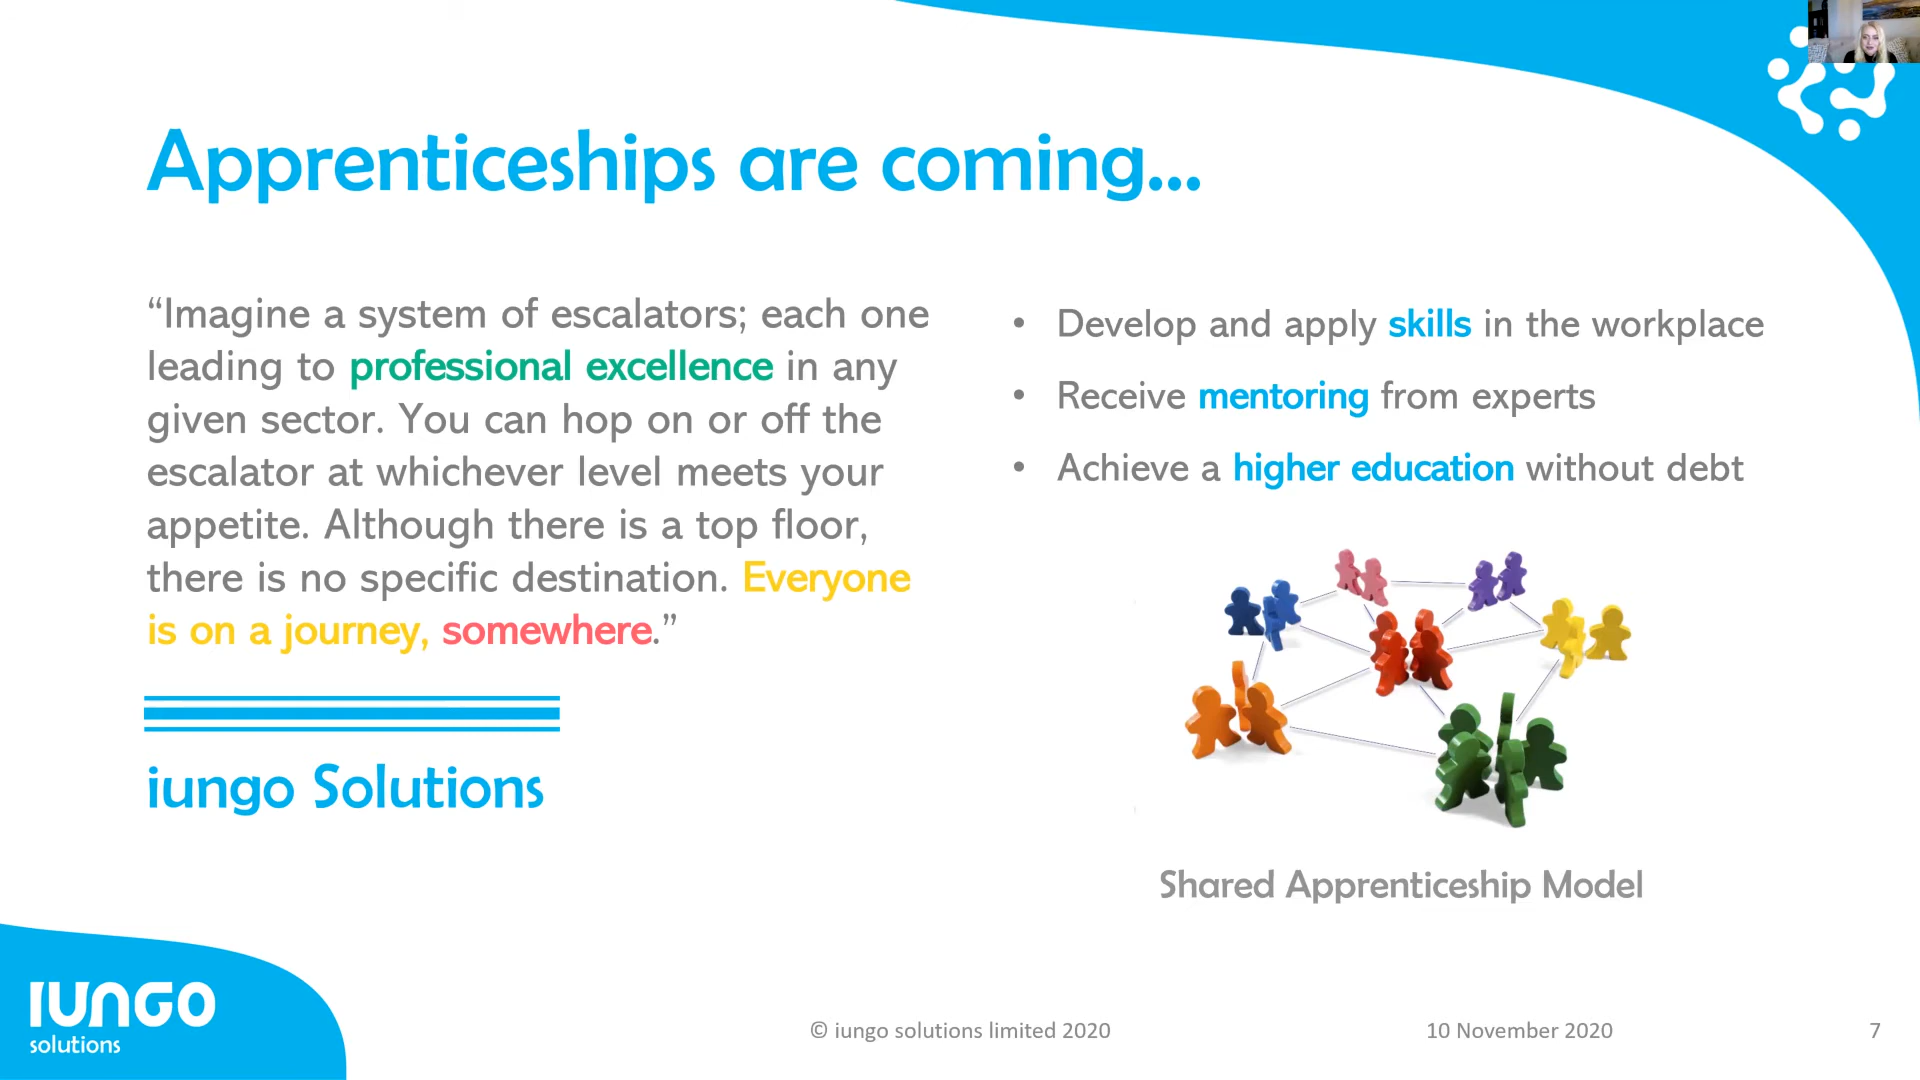 Apprenticeships are coming...
“Imagine a system of escalators; each one
leading to professional excellence in any
given sector. You can hop on or off the
escalator at whichever level meets your
appetite. Although there is a top floor,
there is no specific destination. Everyone
is on a journey, somewhere.”
iungo Solutions
• Develop and apply skills in the workplace
• Receive mentoring from experts
• Achieve a higher education without debt
Shared Apprenticeship Model
IUNGO
solutions
© iungo solutions limited 2020
10 November 2020
7